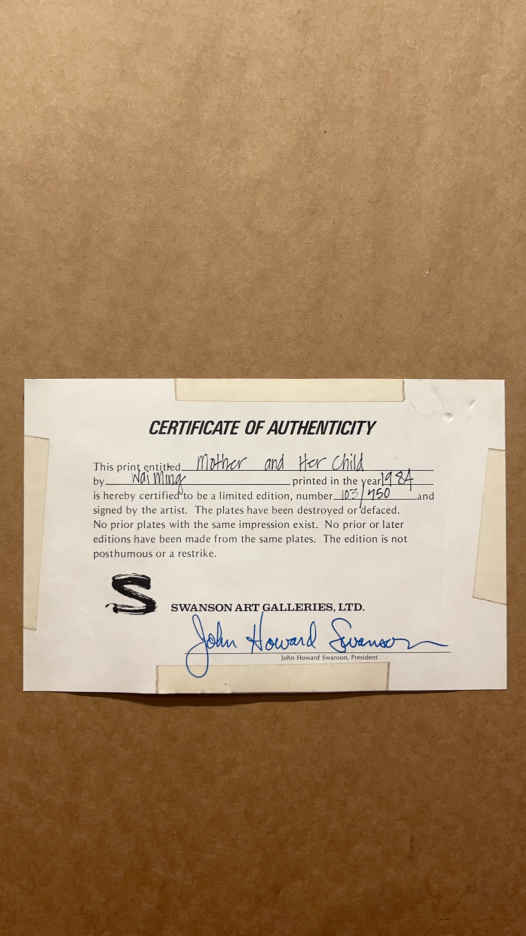 CERTIFICATE OF AUTHENTICITY
This print entitled Mother and Her Child
by Wai Ming printed in the year 1984
is hereby certified to be a limited edition, number 103/750 and
signed by the artist. The plates have been destroyed or defaced.
No prior plates with the same impression exist. No prior or later
editions have been made from the same plates. The edition is not
posthumous or a restrike.
S
SWANSON ART GALLERIES, LTD.
John Howard Swanson
John Howard Swanson, President